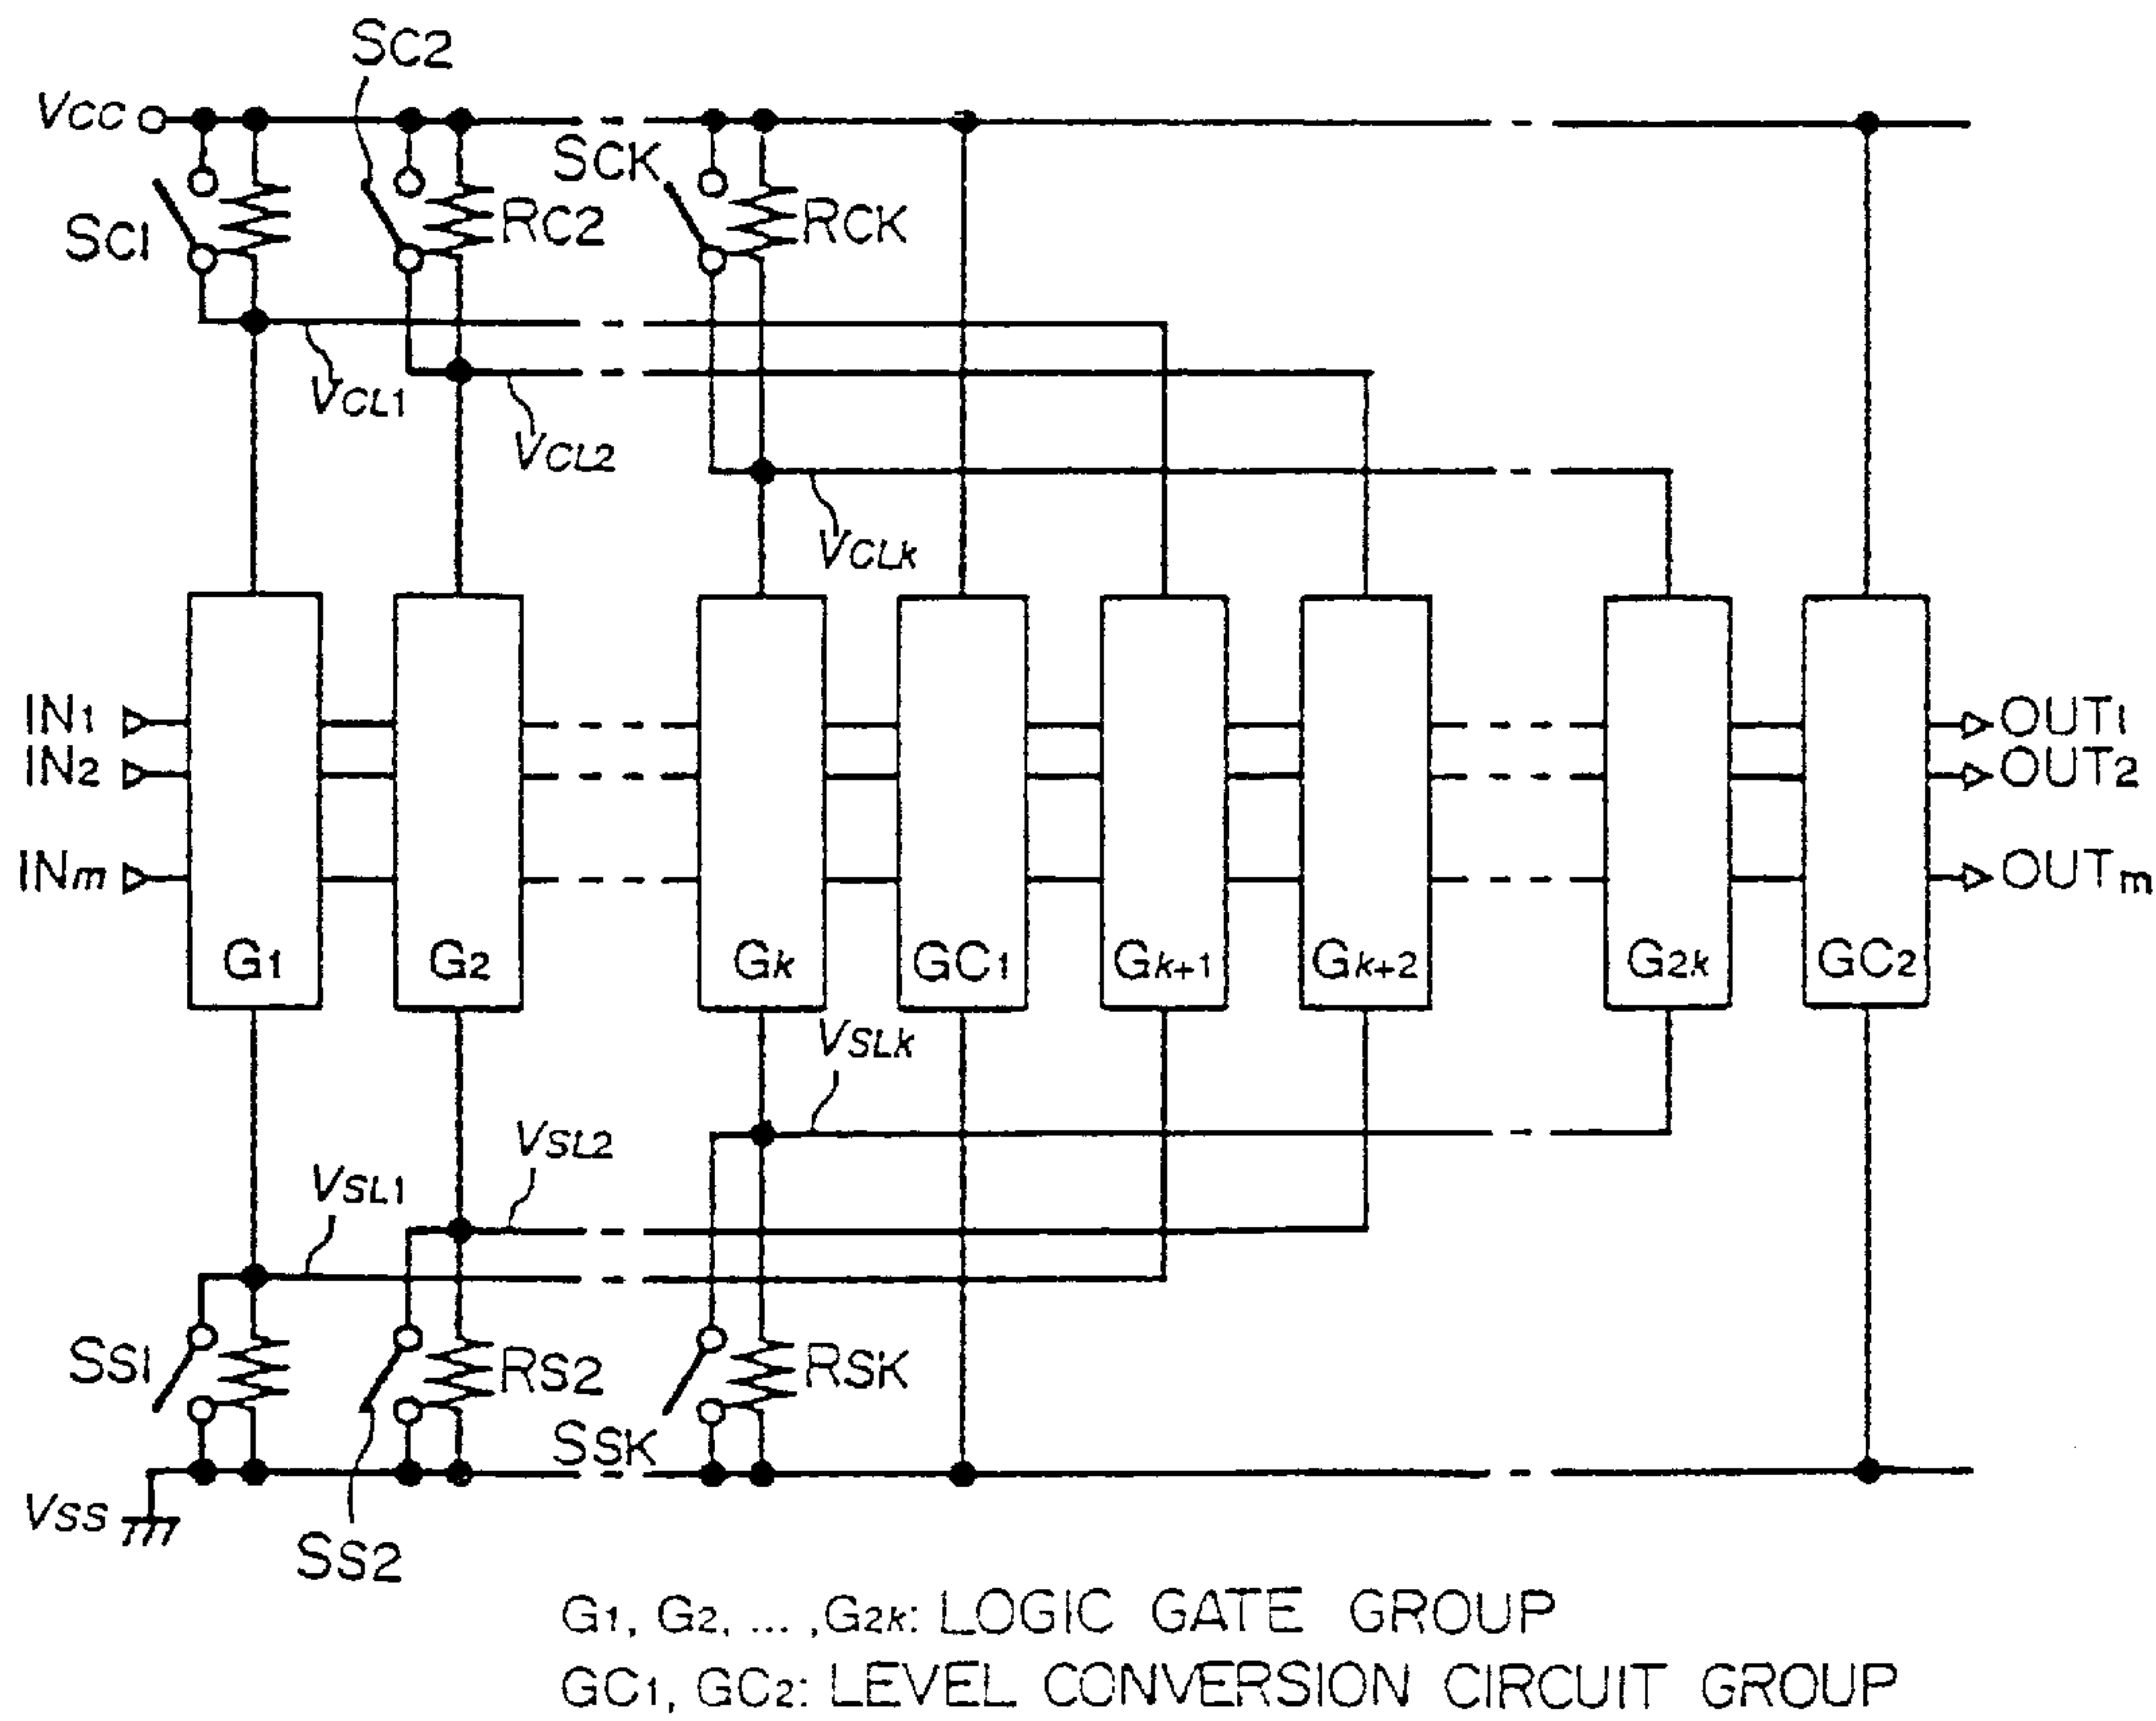 SC2
VCC
SCK
SC1
RC2
RCK
VCL1
VCL2
VCLk
IN1
IN2
INm
OUT1
OUT2
OUTm
G1
G2
Gk
GC1
Gk+1
Gk+2
G2k
GC2
VSLk
VSL2
VSL1
SS1
RS2
RSK
SSK
VSS
SS2
G1, G2, ... ,G2k: LOGIC GATE GROUP
GC1, GC2: LEVEL CONVERSION CIRCUIT GROUP